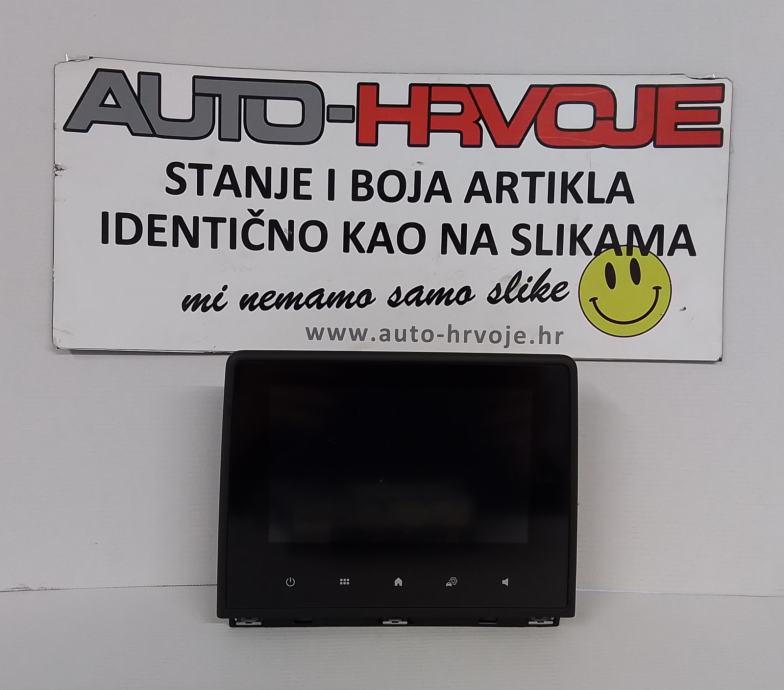 AUTO-HRVOJE
STANJE I BOJA ARTIKLA
IDENTIČNO KAO NA SLIKAMA
mi nemamo samo slike
www.auto-hrvoje.hr